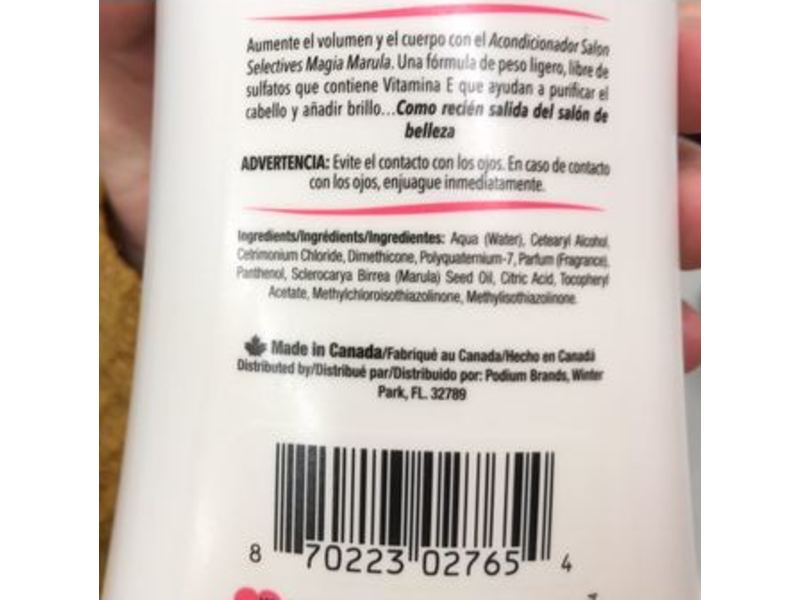 Aumente el volumen y el cuerpo con el Acondicionador Salon
Selectives Magia Marula. Una fórmula de peso ligero, libre de
sulfatos que contiene Vitamina E que ayudan a purificar el
cabello y añadir brillo...Como recién salida del salón de
belleza
ADVERTENCIA: Evite el contacto con los ojos. En caso de contacto
con los ojos, enjuague inmediatamente.
Ingredients/Ingrédients/Ingredientes: Aqua (Water), Cetearyl Alcohol,
Cetrimonium Chloride, Dimethicone, Polyquaternium-7, Parfum (Fragrance),
Panthenol, Sclerocarya Birrea (Marula) Seed Oil, Citric Acid, Tocopheryl
Acetate, Methylchloroisothiazolinone, Methylisothiazolinone.
Made in Canada/Fabriqué au Canada/Hecho en Canadá
Distributed by/Distribué par/Distribuido por: Podium Brands, Winter
Park, FL. 32789
8 70223 02765 4